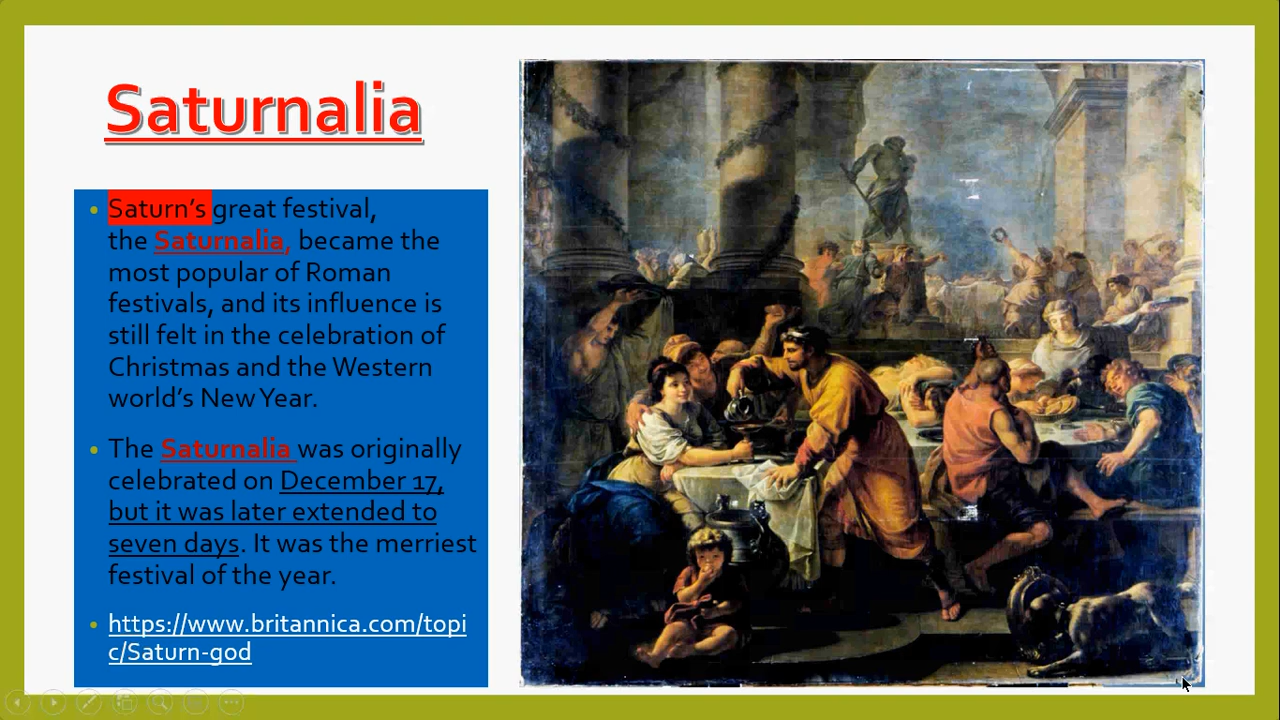 Saturnalia
• Saturn’s great festival,
the Saturnalia, became the
most popular of Roman
festivals, and its influence is
still felt in the celebration of
Christmas and the Western
world’s New Year.
• The Saturnalia was originally
celebrated on December 17,
but it was later extended to
seven days. It was the merriest
festival of the year.
• https://www.britannica.com/topi
c/Saturn-god